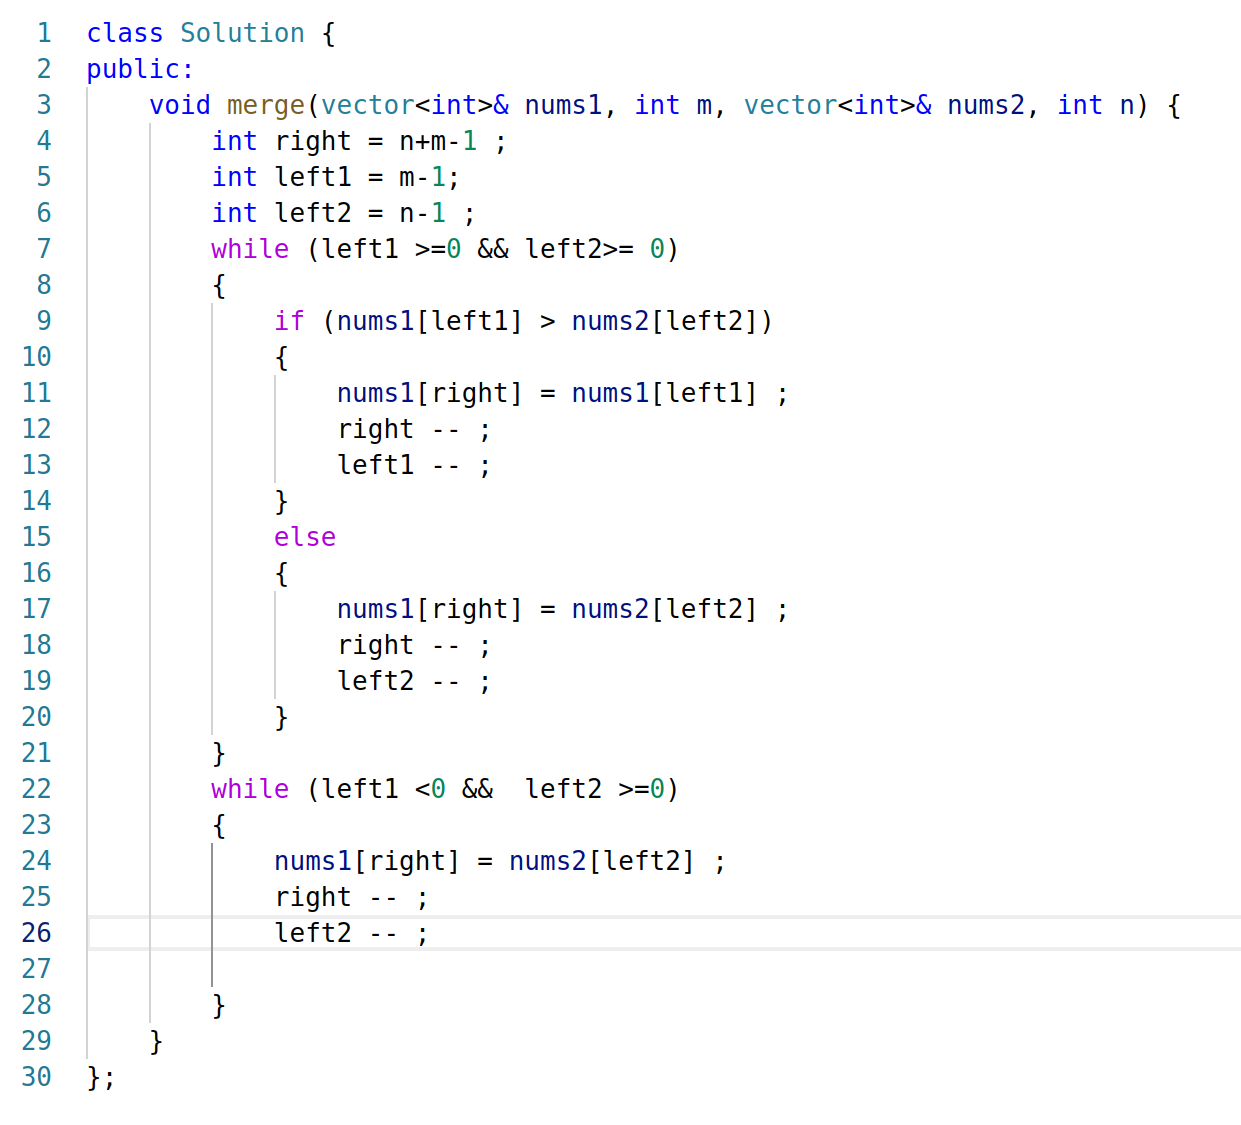 1 class Solution {
2 public:
3     void merge(vector<int>& nums1, int m, vector<int>& nums2, int n) {
4         int right = n+m-1 ;
5         int left1 = m-1;
6         int left2 = n-1 ;
7         while (left1 >=0 && left2>= 0)
8         {
9             if (nums1[left1] > nums2[left2])
10             {
11                 nums1[right] = nums1[left1] ;
12                 right -- ;
13                 left1 -- ;
14             }
15             else
16             {
17                 nums1[right] = nums2[left2] ;
18                 right -- ;
19                 left2 -- ;
20             }
21         }
22         while (left1 <0 &&  left2 >=0)
23         {
24             nums1[right] = nums2[left2] ;
25             right -- ;
26             left2 -- ;
27
28         }
29     }
30 };